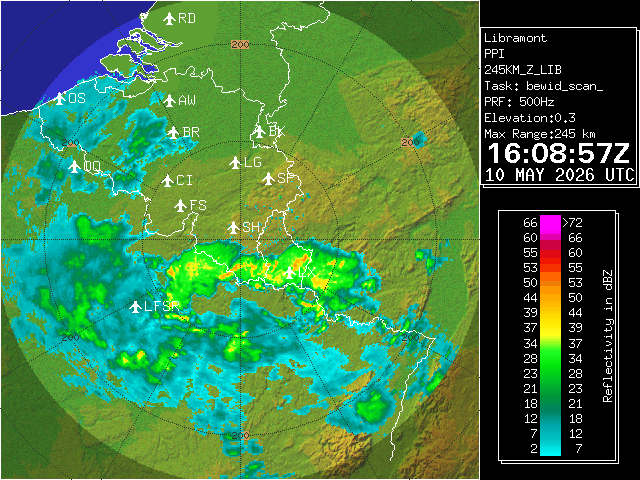 Libramont
PPI
245KM_Z_LIB
Task: bewid_scan_
PRF: 500Hz
Elevation:0.3
Max Range:245 km
16:08:57Z
10 MAY 2026 UTC
RD
200
OS
AW
BR
BK
200
QQ
LG
CI
SP
FS
SH
LX
LFSR
200
200
200
66 >72
60 66
55 60
53 55
50 53
44 50
39 44
37 39
34 37
28 34
23 28
21 23
18 21
12 18
7 12
2 7
Reflectivity in dBZ